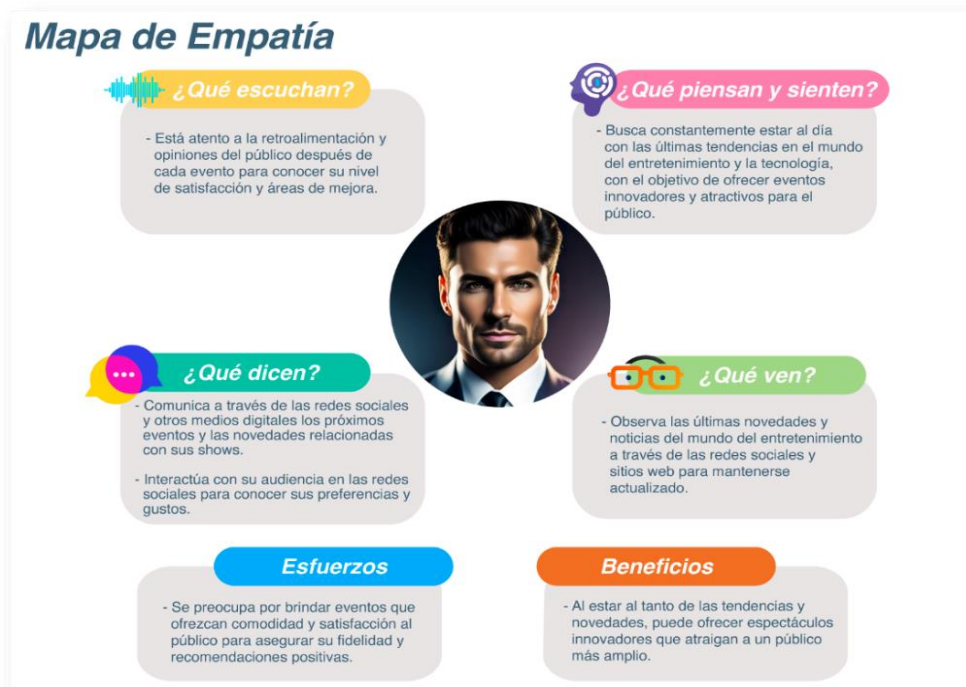 Mapa de Empatía
¿Qué escuchan?
- Está atento a la retroalimentación y
opiniones del público después de
cada evento para conocer su nivel
de satisfacción y áreas de mejora.
¿Qué piensan y sienten?
- Busca constantemente estar al día
con las últimas tendencias en el mundo
del entretenimiento y la tecnología,
con el objetivo de ofrecer eventos
innovadores y atractivos para el
público.
¿Qué dicen?
- Comunica a través de las redes sociales
y otros medios digitales los próximos
eventos y las novedades relacionadas
con sus shows.
- Interactúa con su audiencia en las redes
sociales para conocer sus preferencias y
gustos.
¿Qué ven?
- Observa las últimas novedades y
noticias del mundo del entretenimiento
a través de las redes sociales y
sitios web para mantenerse
actualizado.
Esfuerzos
- Se preocupa por brindar eventos que
ofrezcan comodidad y satisfacción al
público para asegurar su fidelidad y
recomendaciones positivas.
Beneficios
- Al estar al tanto de las tendencias y
novedades, puede ofrecer espectáculos
innovadores que atraigan a un público
más amplio.